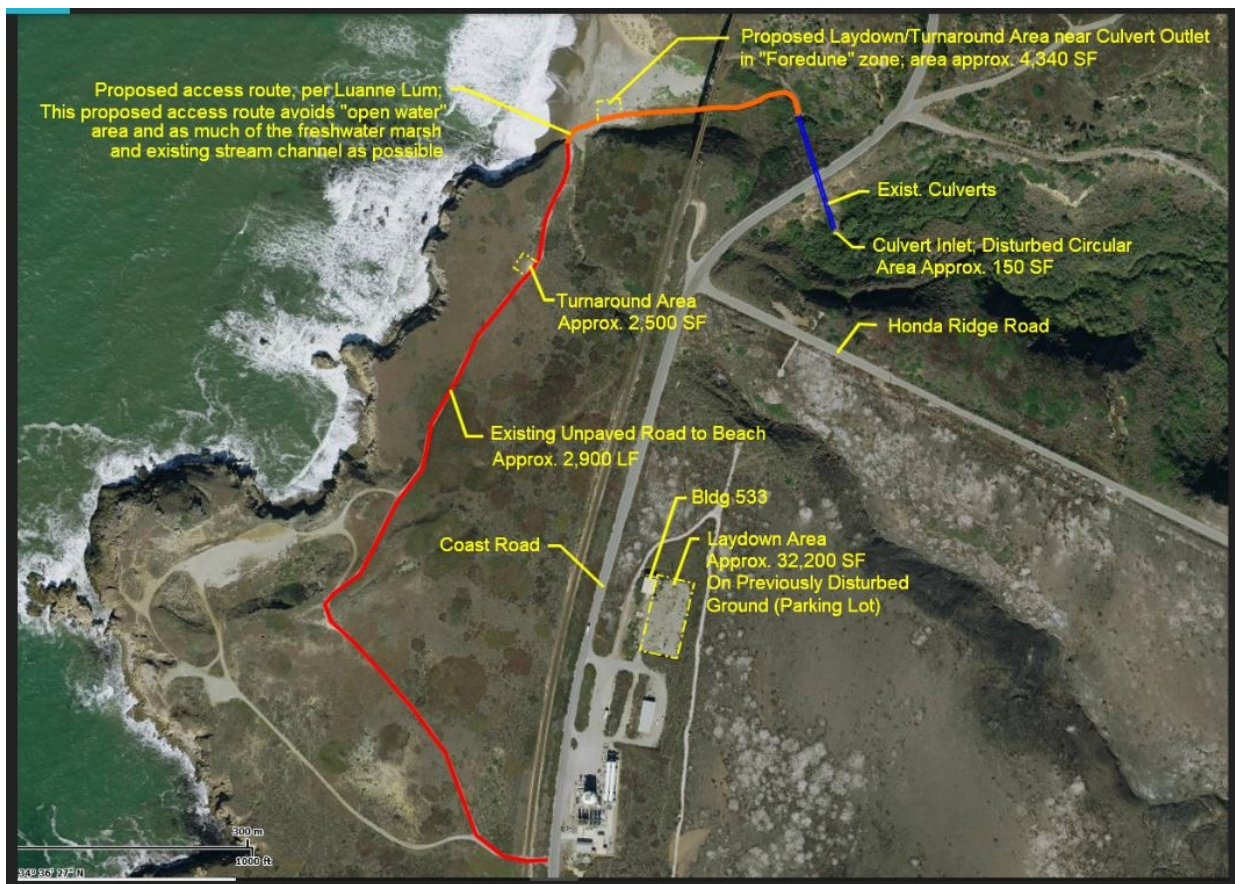 Proposed Laydown/Turnaround Area near Culvert Outlet
in "Foredune" zone; area approx. 4,340 SF
Proposed access route, per Luanne Lum;
This proposed access route avoids "open water"
area and as much of the freshwater marsh
and existing stream channel as possible.
Exist. Culverts
Culvert Inlet; Disturbed Circular
Area Approx. 150 SF
Turnaround Area
Approx. 2,500 SF
Honda Ridge Road
Existing Unpaved Road to Beach
Approx. 2,900 LF
Bldg 533
Coast Road
Laydown Area
Approx. 32,200 SF
On Previously Disturbed
Ground (Parking Lot)
300 m
1000 ft
34° 36' 27" N